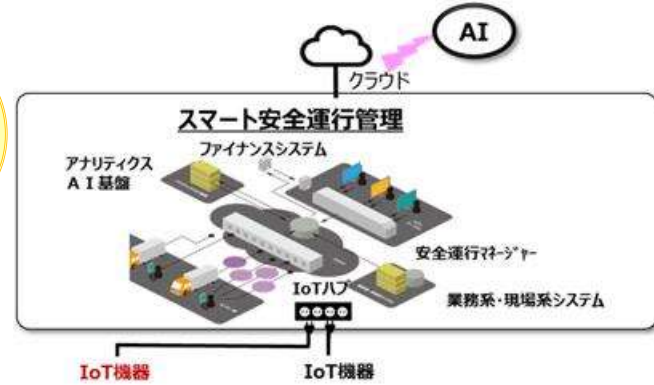 AI
クラウド
スマート安全運行管理
ファイナンスシステム
アナリティクス
AI基盤
安全運行マネージャー
IoTハブ
業務系・現場系システム
IoT機器
IoT機器